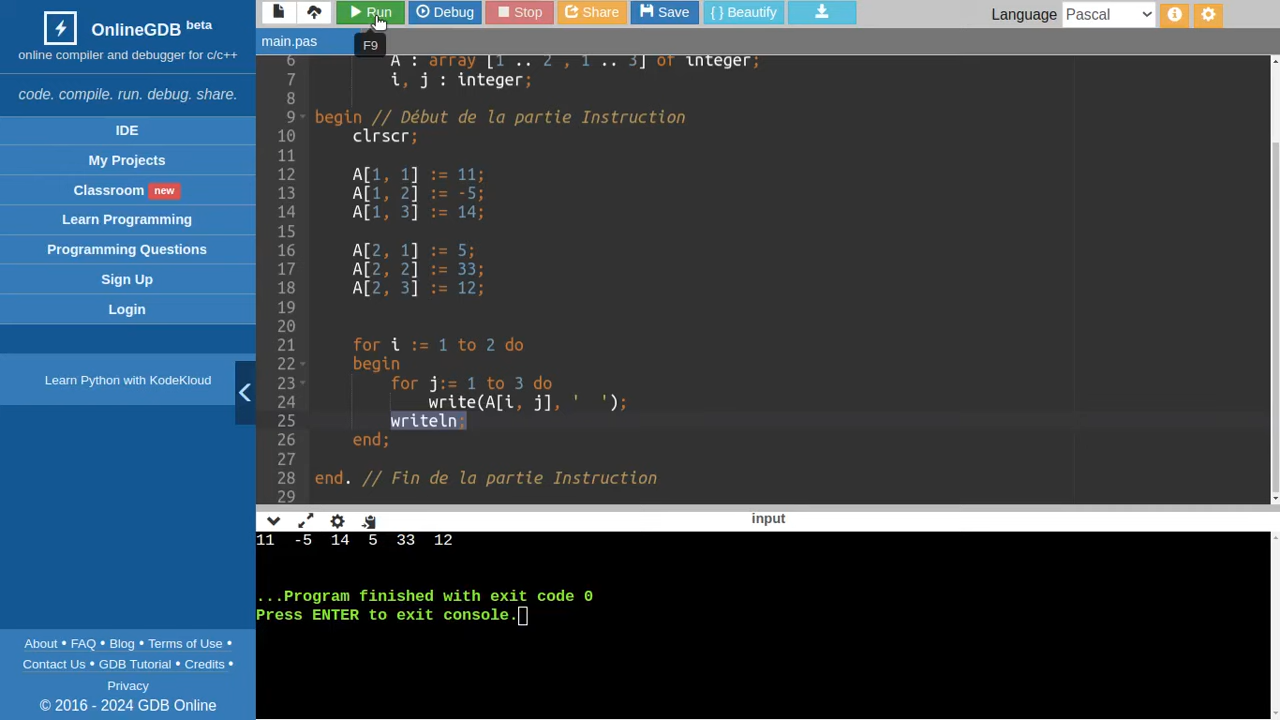 OnlineGDB beta
online compiler and debugger for c/c++
code. compile. run. debug. share.
IDE
My Projects
Classroom new
Learn Programming
Programming Questions
Sign Up
Login
Learn Python with KodeKloud
About • FAQ • Blog • Terms of Use •
Contact Us • GDB Tutorial • Credits •
Privacy
© 2016 - 2024 GDB Online
Run Debug Stop Share Save { } Beautify Language Pascal
F9
main.pas
6 A : array [1 .. 2 , 1 .. 3] of integer;
7 i, j : integer;
8
9 begin // Début de la partie Instruction
10 clrscr;
11
12 A[1, 1] := 11;
13 A[1, 2] := -5;
14 A[1, 3] := 14;
15
16 A[2, 1] := 5;
17 A[2, 2] := 33;
18 A[2, 3] := 12;
19
20
21 for i := 1 to 2 do
22 begin
23 for j:= 1 to 3 do
24 write(A[i, j], '  ');
25 writeln;
26 end;
27
28 end. // Fin de la partie Instruction
29
input
11  -5  14  5  33  12
...Program finished with exit code 0
Press ENTER to exit console.